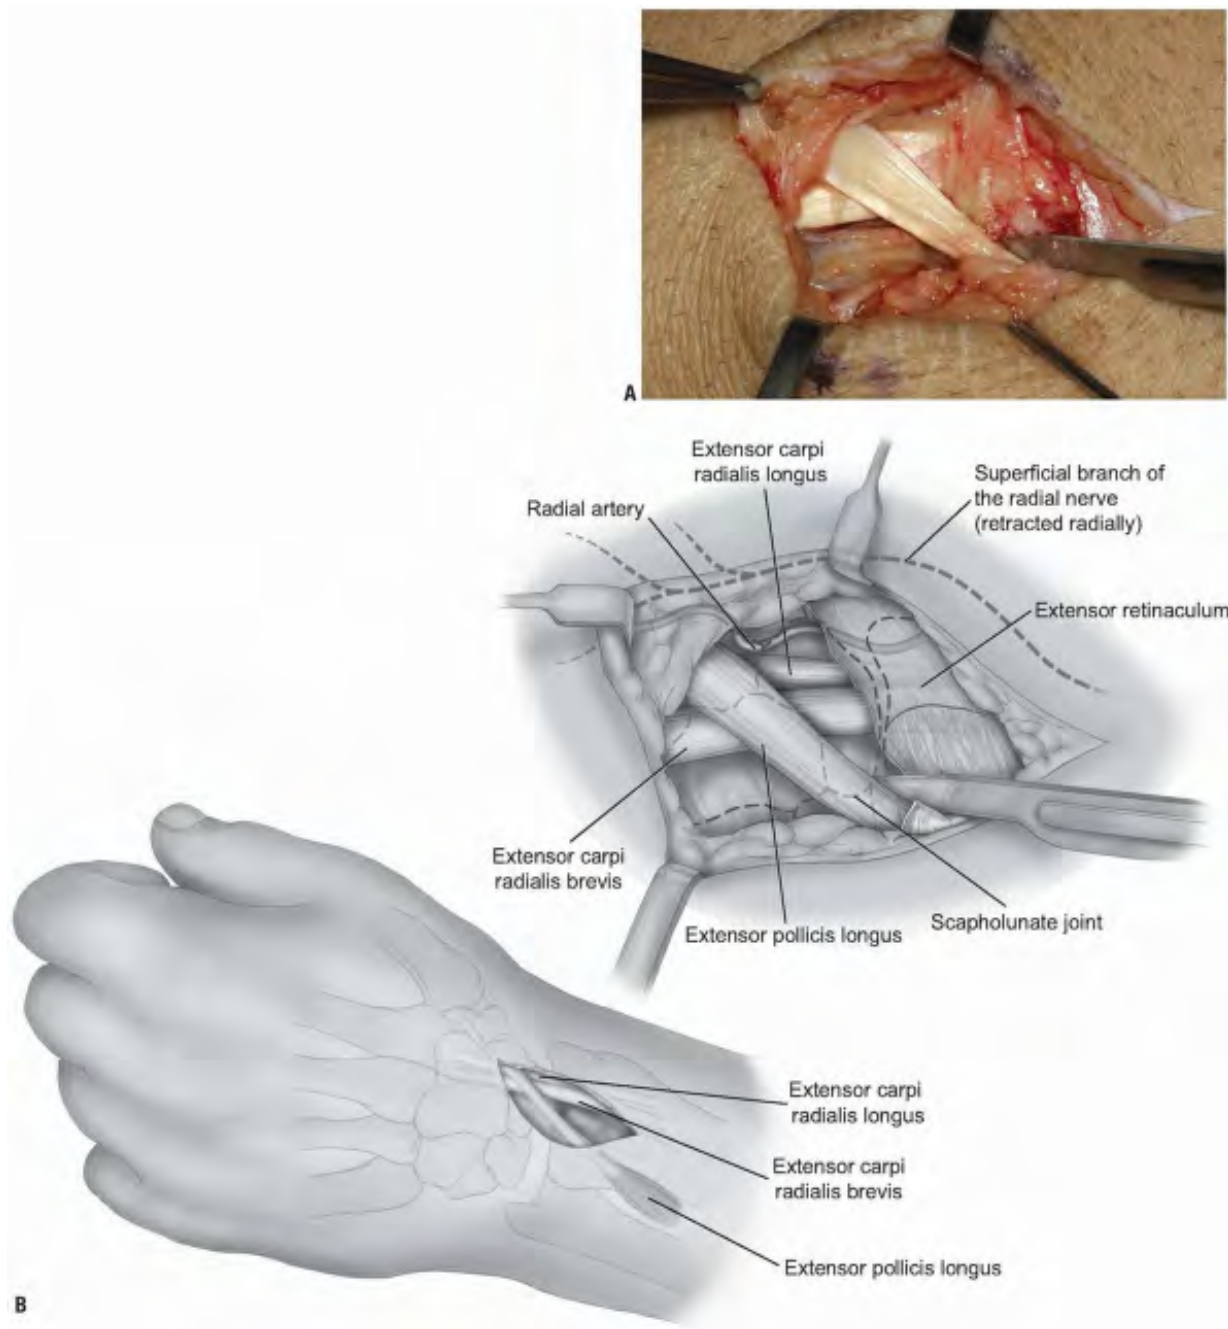 A
Extensor carpi
radialis longus
Superficial branch of
the radial nerve
(retracted radially)
Radial artery
Extensor retinaculum
Extensor carpi
radialis brevis
Extensor pollicis longus
Scapholunate joint
Extensor carpi
radialis longus
Extensor carpi
radialis brevis
Extensor pollicis longus
B